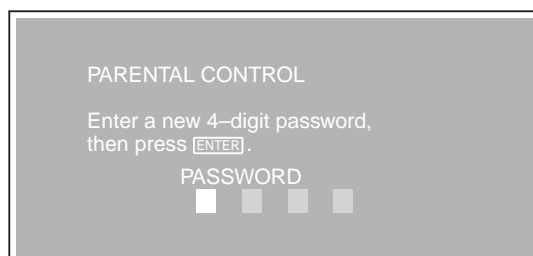 PARENTAL CONTROL
Enter a new 4–digit password,
then press ENTER.
PASSWORD